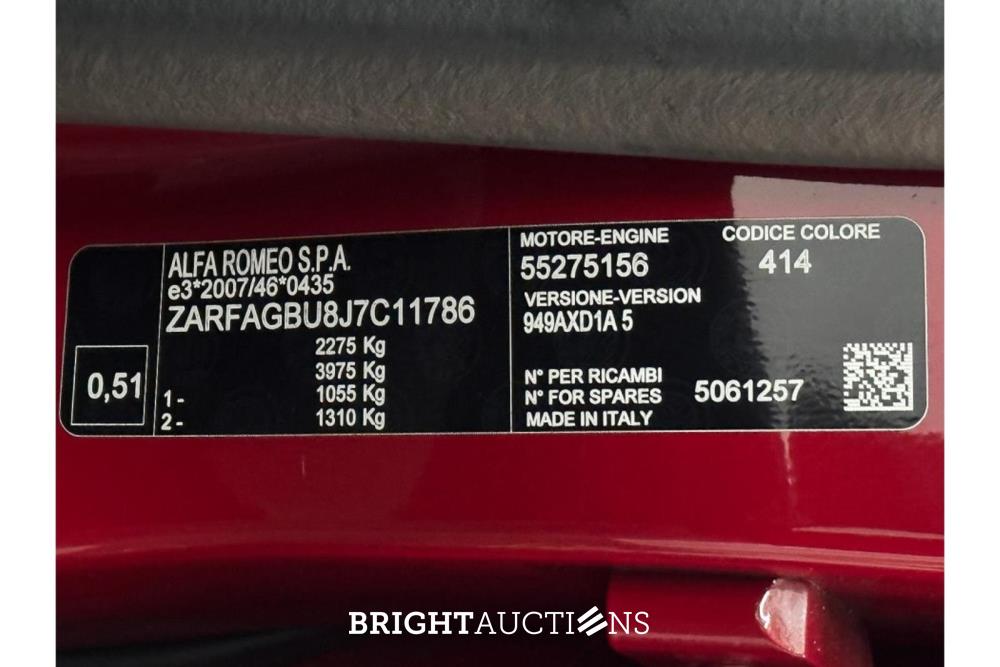 ALFA ROMEO S.P.A.
e3*2007/46*0435
ZARFAGBU8J7C11786
2275 Kg
3975 Kg
1- 1055 Kg
2- 1310 Kg
0,51
MOTORE-ENGINE
55275156
CODICE COLORE
414
VERSIONE-VERSION
949AXD1A 5
N° PER RICAMBI
N° FOR SPARES 5061257
MADE IN ITALY
BRIGHTAUCTIONS